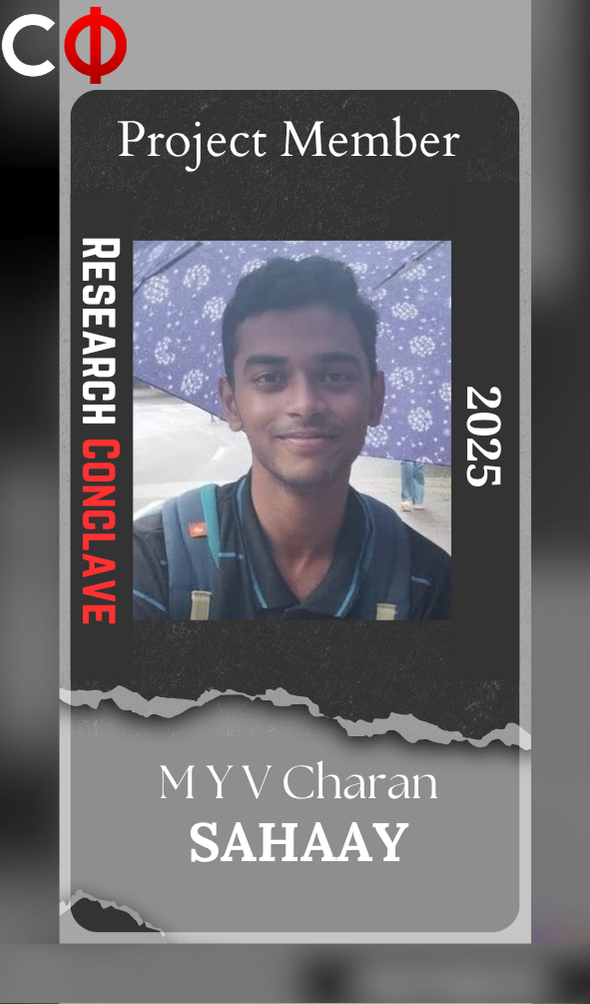 CΦ
Project Member
RESEARCH CONCLAVE
2025
M Y V Charan
SAHAAY